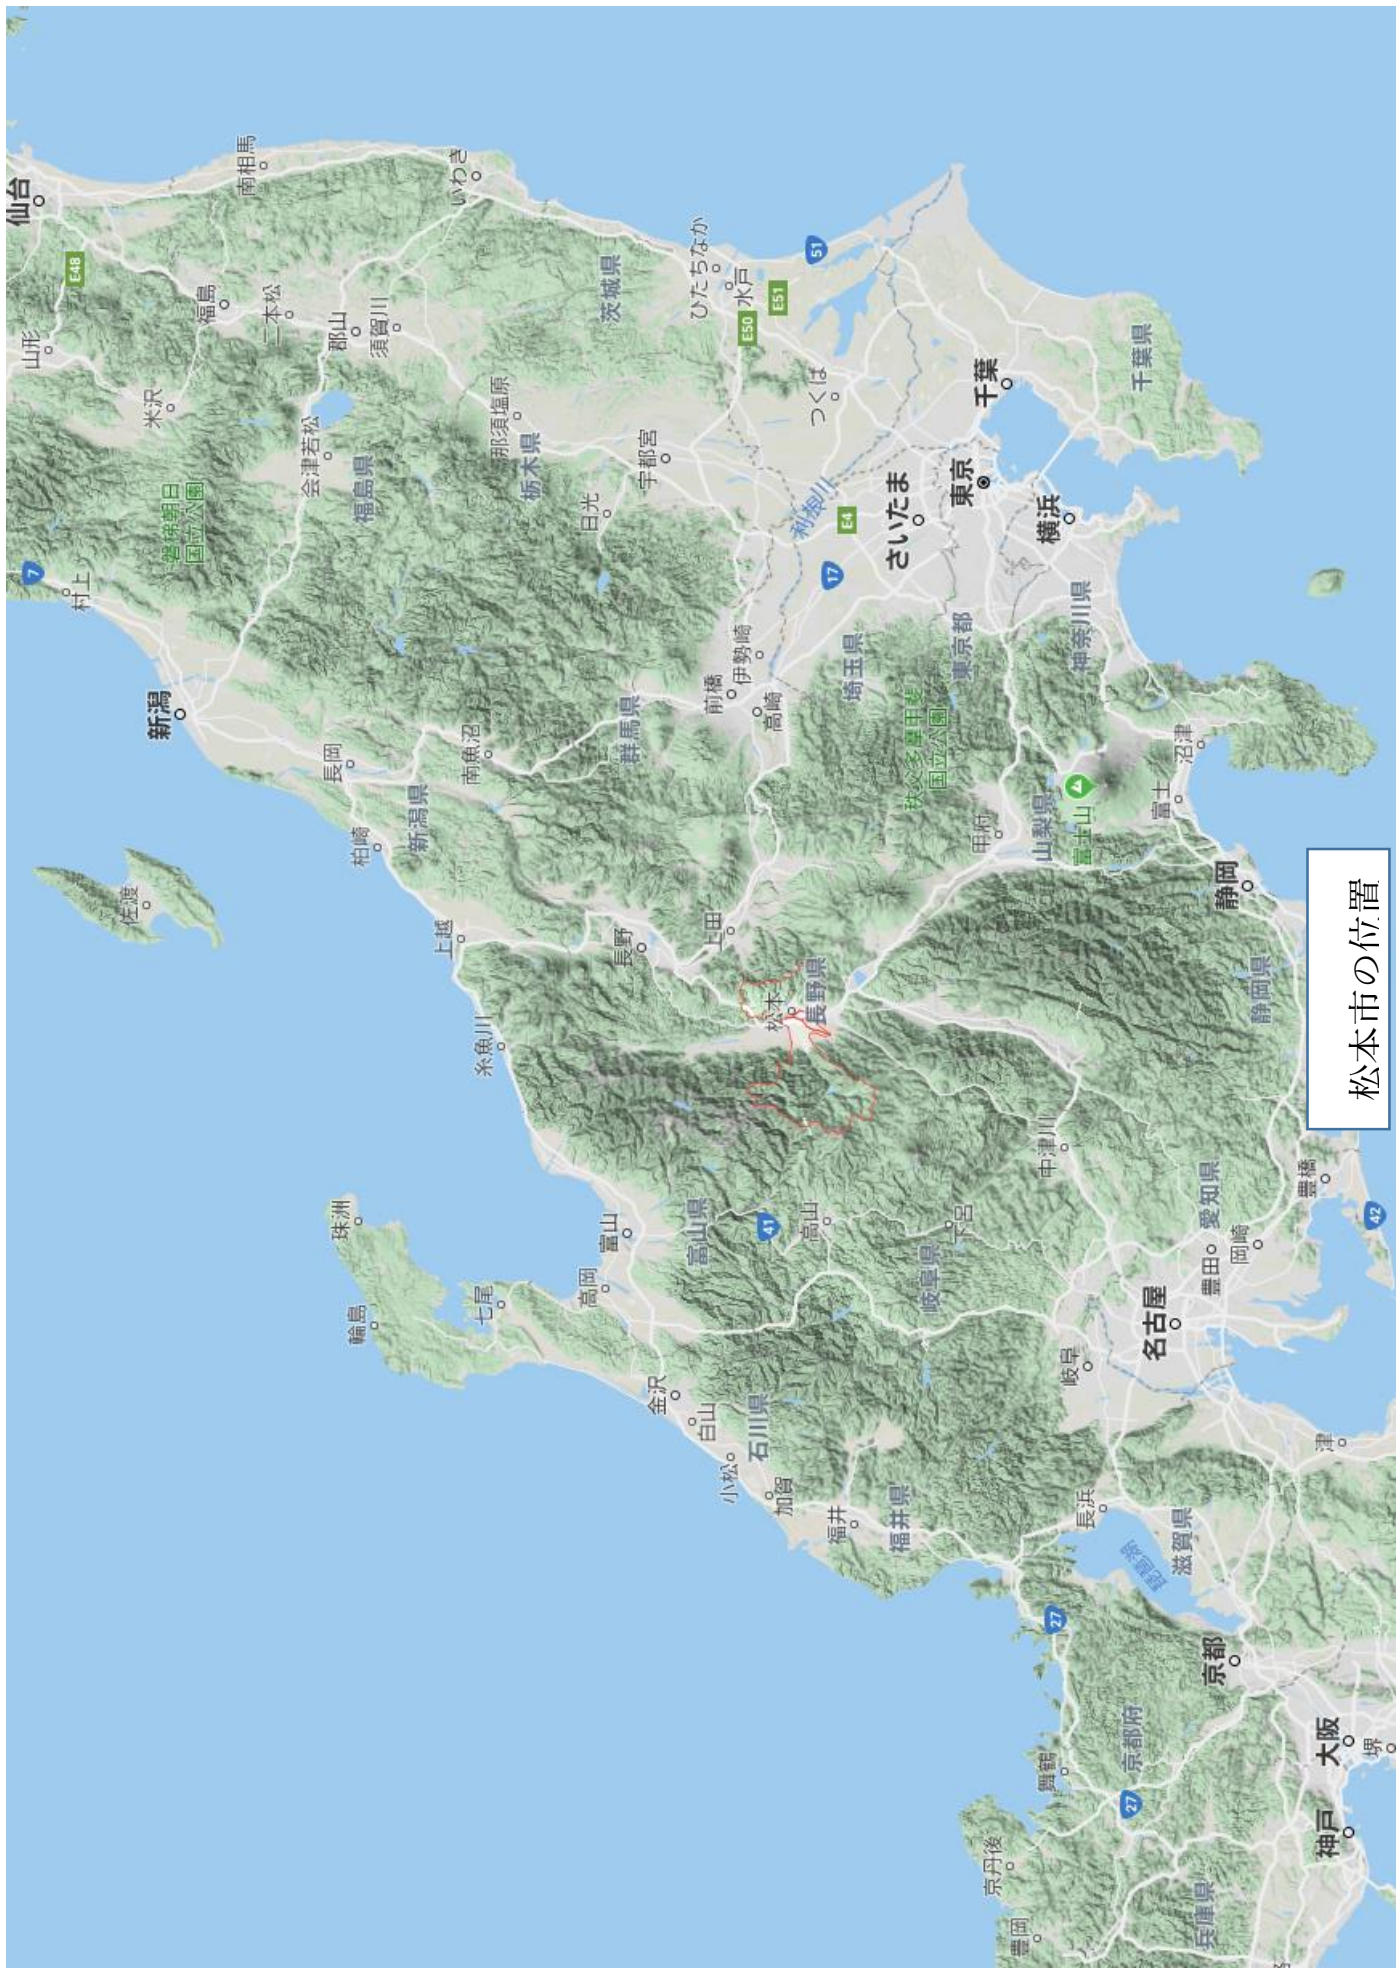 仙台
7
山形
E48
村上
佐渡
米沢
新潟
磐梯朝日
国立公園
福島
南相馬
二本松
会津若松
長岡
郡山
珠洲
輪島
柏崎
福島県
須賀川
新潟県
上越
いわき
南魚沼
七尾
糸魚川
那須塩原
栃木県
高岡
日光
富山
茨城県
長野
群馬県
宇都宮
金沢
富山県
ひたちなか
白山
上田
前橋
小松
伊勢崎
水戸
E50
石川県
41
高崎
松本
E51
加賀
高山
利根川
長野県
51
つくば
17
福井
E4
埼玉県
さいたま
福井県
秩父多摩甲斐
国立公園
岐阜県
下呂
東京都
東京
甲府
千葉
京丹後
豊岡
山梨県
舞鶴
中津川
横浜
27
岐阜
富士山
神奈川県
長浜
27
京都府
千葉県
琵琶湖
名古屋
富士
滋賀県
沼津
兵庫県
愛知県
豊田
京都
静岡
岡崎
静岡県
豊橋
津
神戸
大阪
松本市の位置
堺
42